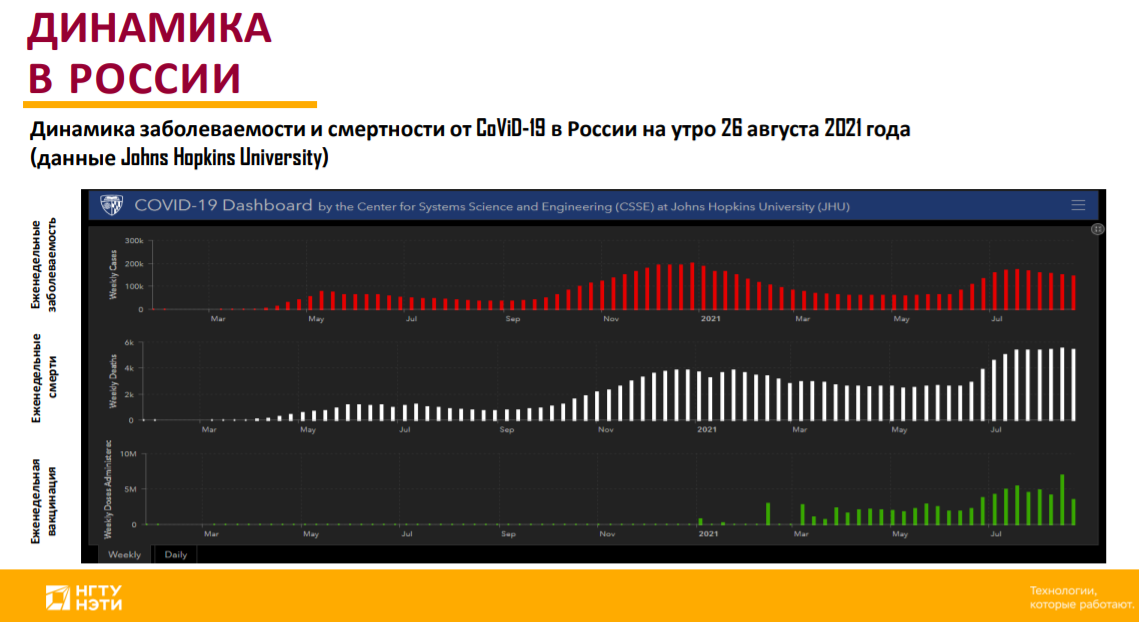 ДИНАМИКА
В РОССИИ
Динамика заболеваемости и смертности от CoViD-19 в России на утро 26 августа 2021 года
(данные Johns Hopkins University)
COVID-19 Dashboard by the Center for Systems Science and Engineering (CSSE) at Johns Hopkins University (JHU)
Еженедельные
заболеваемость
Weekly Cases
300k
200k
100k
0
Mar May Jul Sep Nov 2021 Mar May Jul
Еженедельные
смерти
Weekly Deaths
6k
4k
2k
0
Mar May Jul Sep Nov 2021 Mar May Jul
Еженедельная
вакцинация
Weekly Doses Administerec
10M
5M
0
Mar May Jul Sep Nov 2021 Mar May Jul
Weekly Daily
НГТУ
НЭТИ
Технологии,
которые работают.